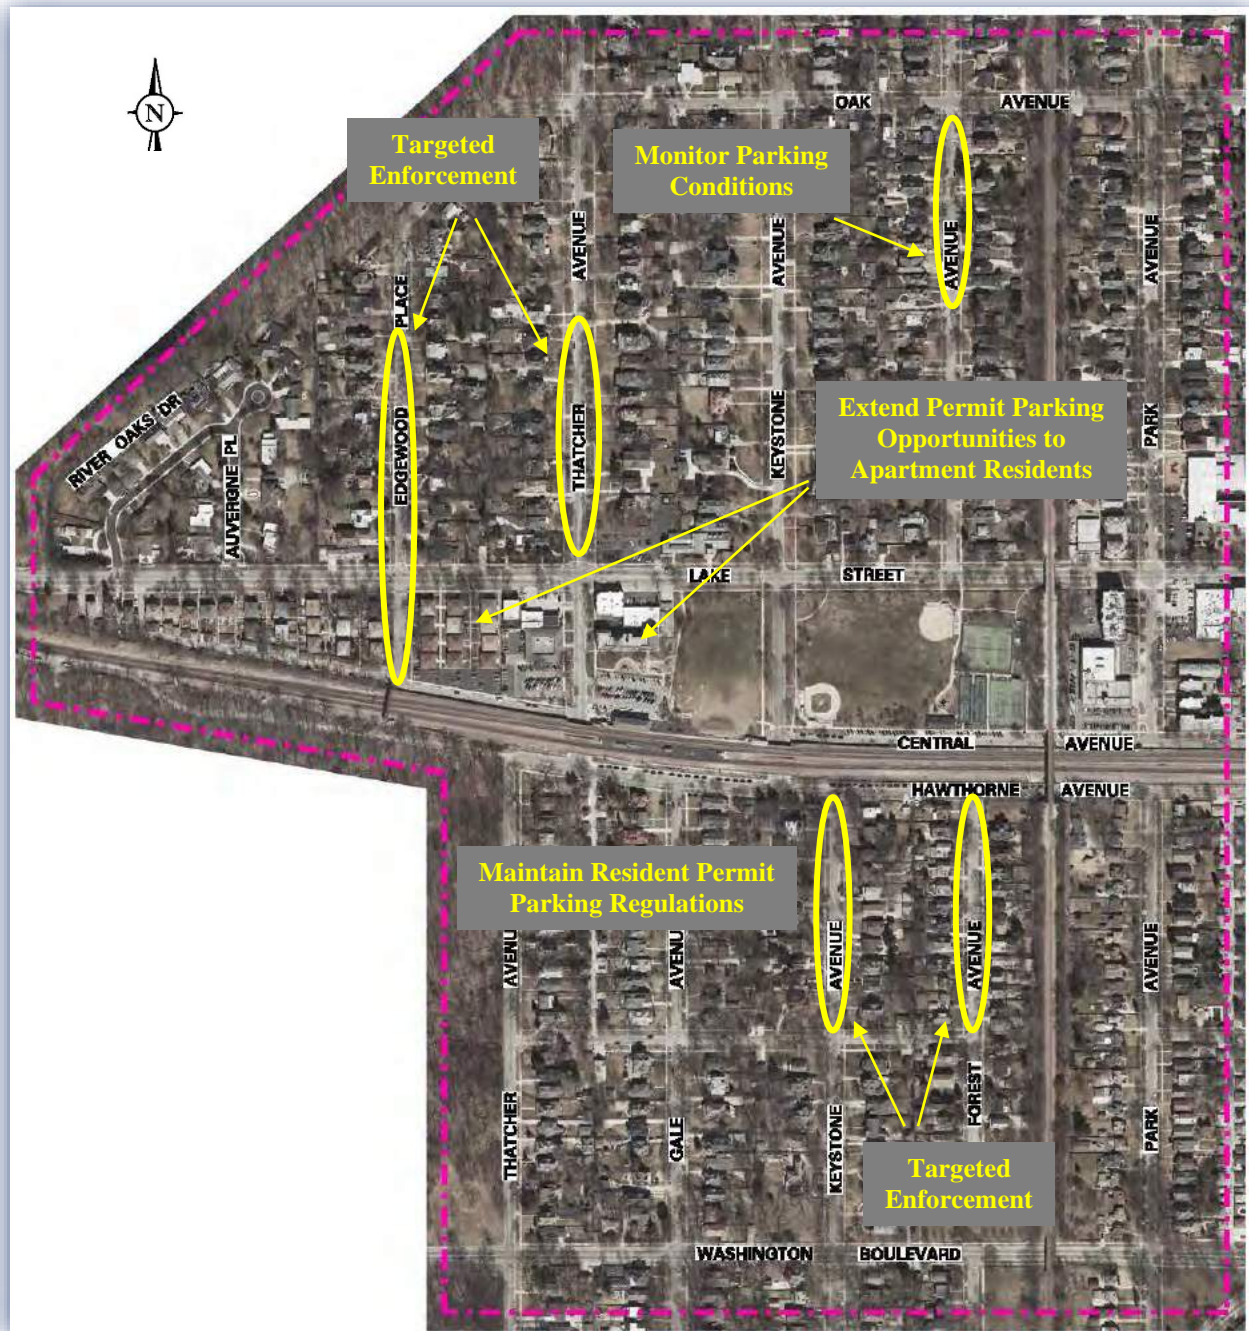 N
OAK AVENUE
Targeted
Enforcement
Monitor Parking
Conditions
AVENUE
AVENUE
AVENUE
AVENUE
PLACE
Extend Permit Parking
Opportunities to
Apartment Residents
RIVER OAKS DR
AUVERGNE PL
EDGEWOOD
THATCHER
KEYSTONE
PARK
LAKE STREET
CENTRAL AVENUE
HAWTHORNE AVENUE
Maintain Resident Permit
Parking Regulations
AVENU
AVENU
AVENUE
AVENUE
AVENUE
THATCHER
GALE
KEYSTONE
FOREST
PARK
Targeted
Enforcement
WASHINGTON BOULEVARD